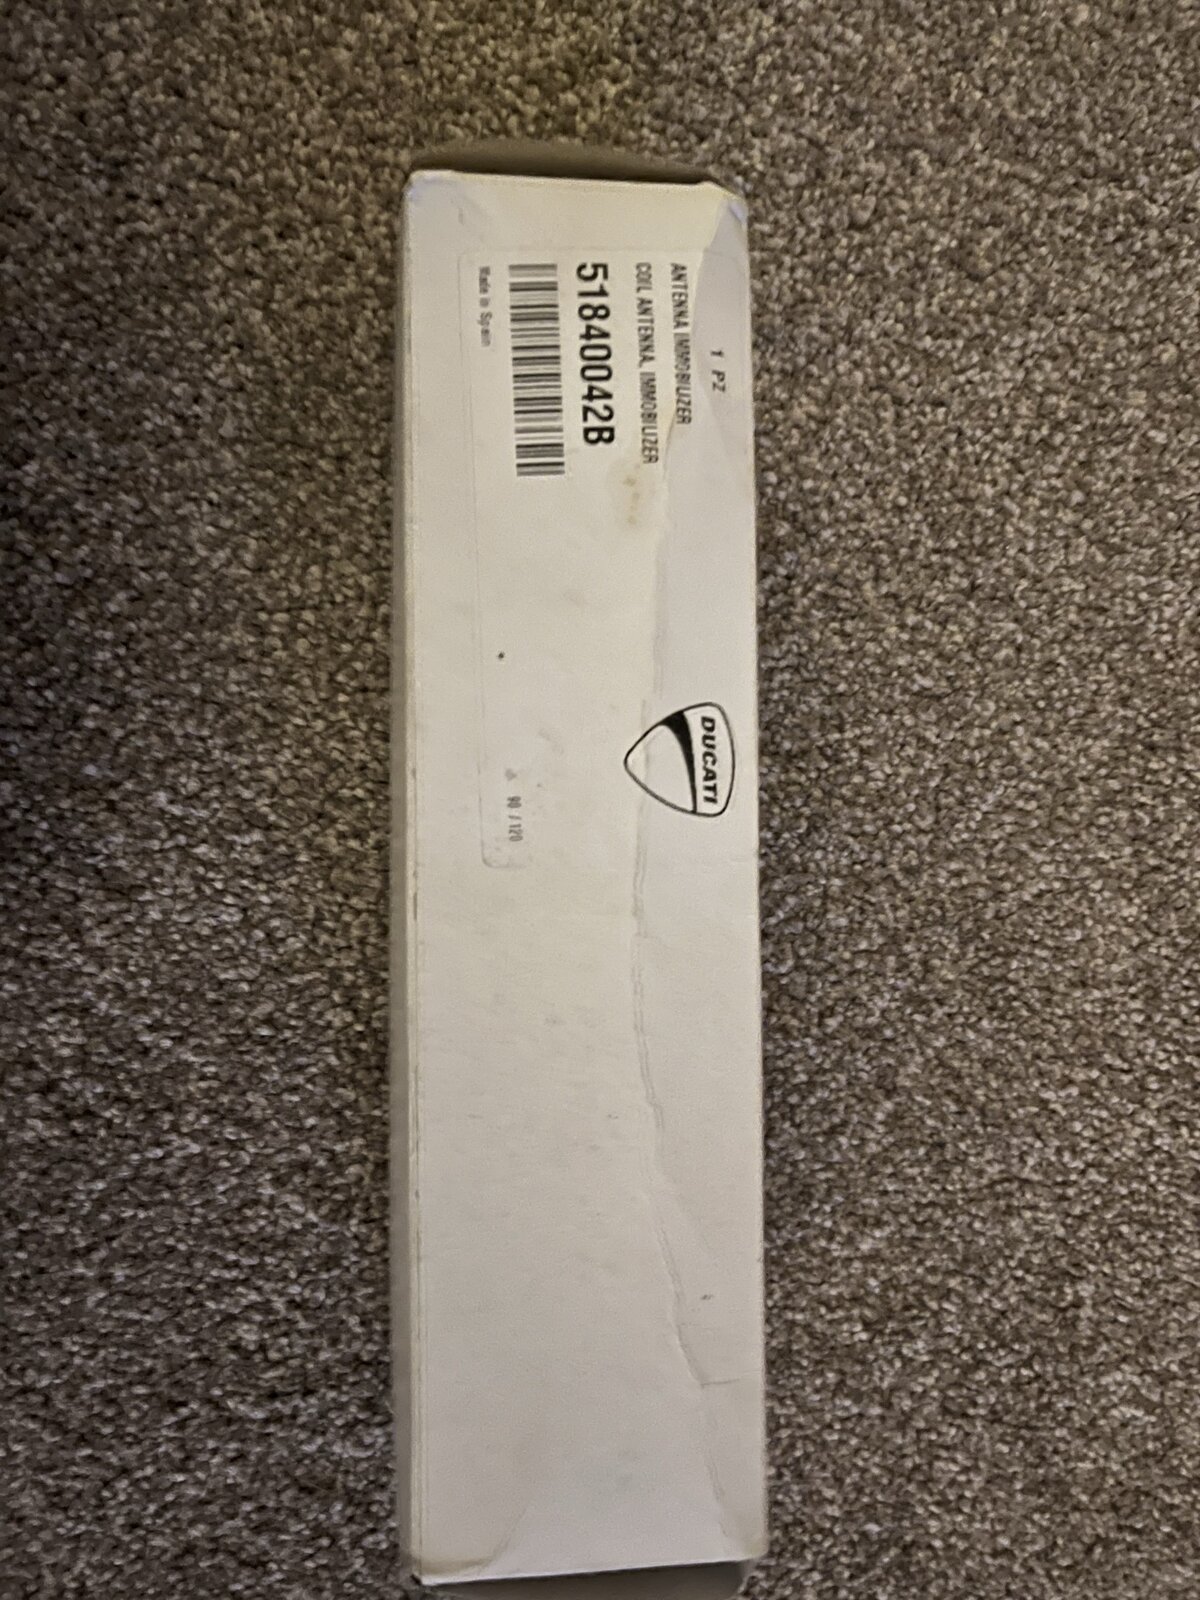 1 PZ
ANTENNA IMMOBILIZER
COIL ANTENNA, IMMOBILIZER
51840042B
Made in Spain
90 / 120
DUCATI